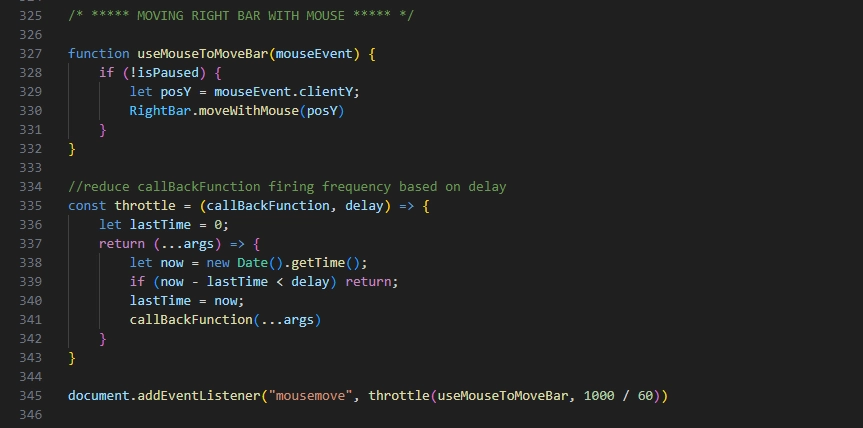 325 /* ***** MOVING RIGHT BAR WITH MOUSE ***** */
326
327 function useMouseToMoveBar(mouseEvent) {
328     if (!isPaused) {
329         let posY = mouseEvent.clientY;
330         RightBar.moveWithMouse(posY)
331     }
332 }
333
334 //reduce callBackFunction firing frequency based on delay
335 const throttle = (callBackFunction, delay) => {
336     let lastTime = 0;
337     return (...args) => {
338         let now = new Date().getTime();
339         if (now - lastTime < delay) return;
340         lastTime = now;
341         callBackFunction(...args)
342     }
343 }
344
345 document.addEventListener("mousemove", throttle(useMouseToMoveBar, 1000 / 60))
346